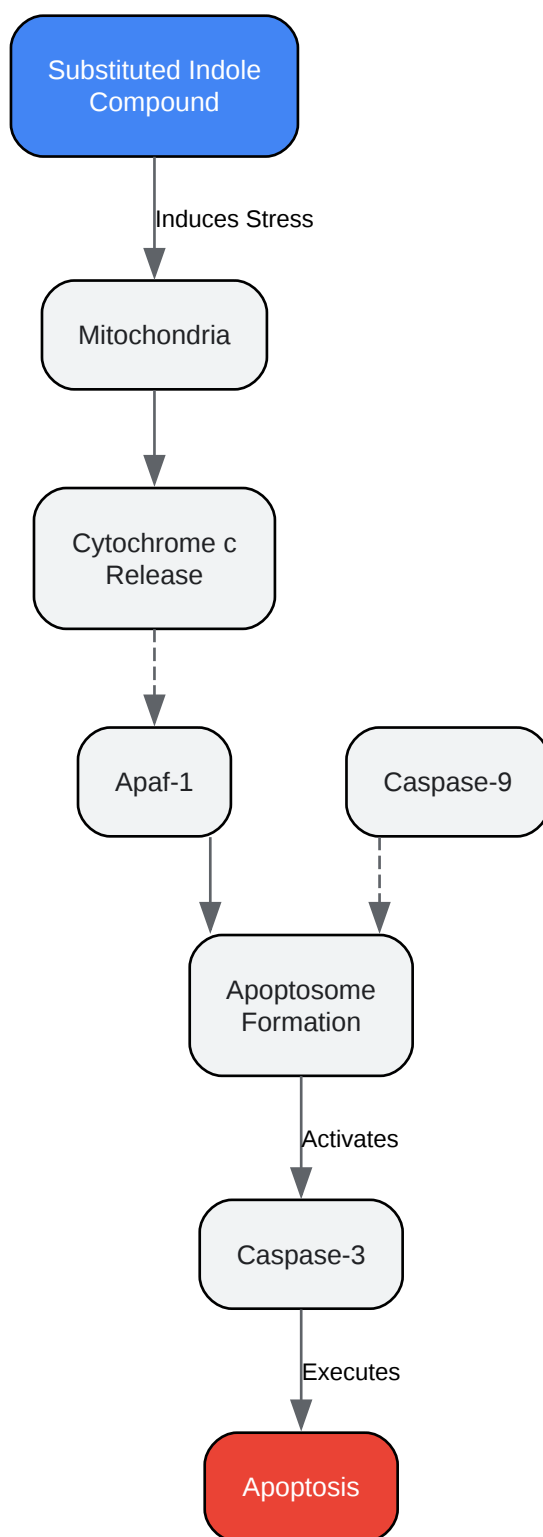 Substituted Indole
Compound
Induces Stress
Mitochondria
Cytochrome c
Release
Apaf-1
Caspase-9
Apoptosome
Formation
Activates
Caspase-3
Executes
Apoptosis